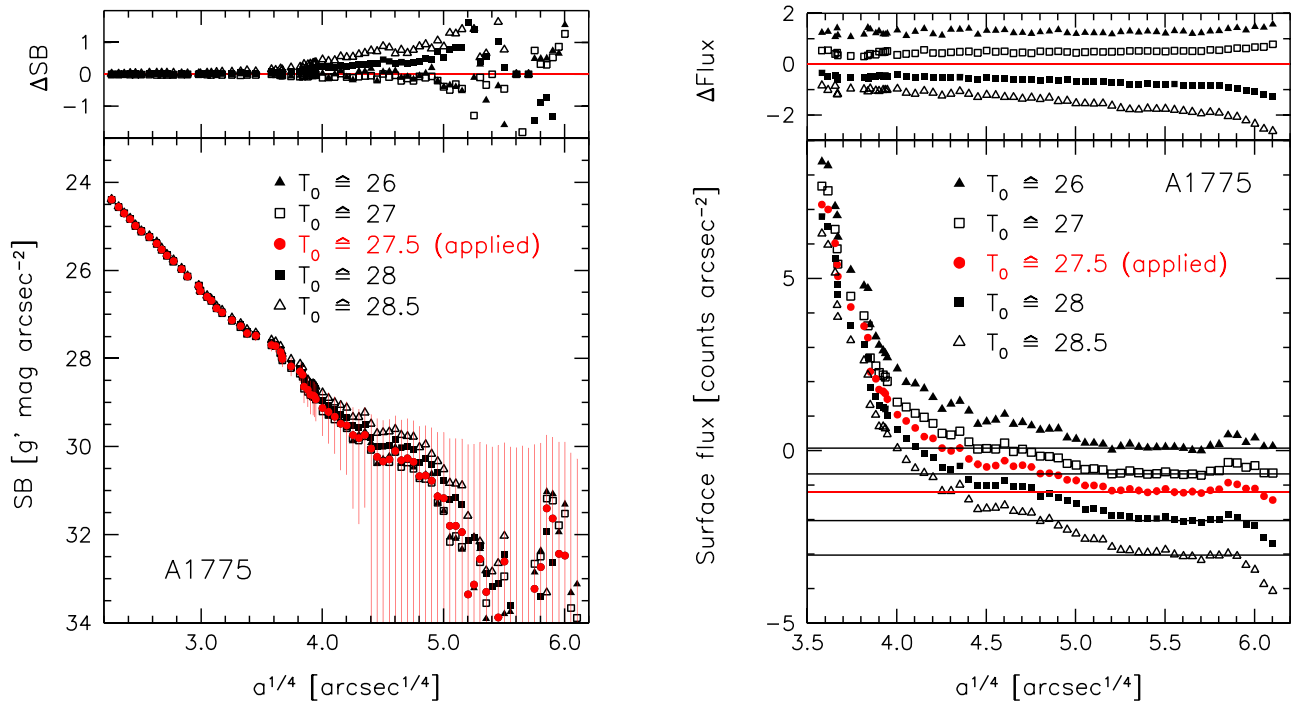 ΔSB
1
0
−1
SB [g' mag arcsec⁻²]
24
26
28
30
32
34
T₀ ≙ 26
T₀ ≙ 27
T₀ ≙ 27.5 (applied)
T₀ ≙ 28
T₀ ≙ 28.5
A1775
3.0
4.0
5.0
6.0
a^1/4 [arcsec^1/4]
ΔFlux
2
0
−2
Surface flux [counts arcsec⁻²]
5
0
−5
A1775
T₀ ≙ 26
T₀ ≙ 27
T₀ ≙ 27.5 (applied)
T₀ ≙ 28
T₀ ≙ 28.5
3.5
4.0
4.5
5.0
5.5
6.0
a^1/4 [arcsec^1/4]